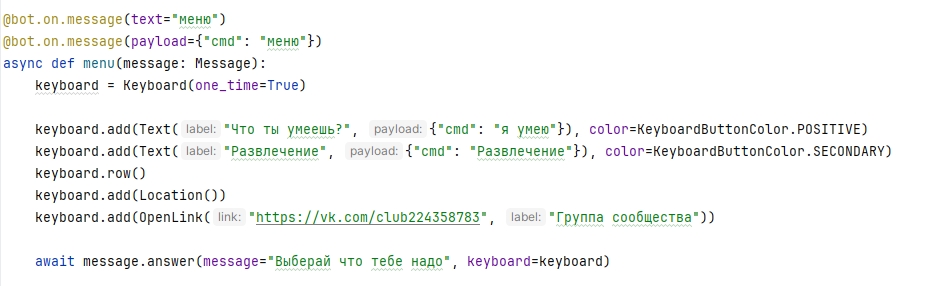 @bot.on.message(text="меню")
@bot.on.message(payload={"cmd": "меню"})
async def menu(message: Message):
    keyboard = Keyboard(one_time=True)
    keyboard.add(Text( label: "Что ты умеешь?", payload: {"cmd": "я умею"}), color=KeyboardButtonColor.POSITIVE)
    keyboard.add(Text( label: "Развлечение", payload: {"cmd": "Развлечение"}), color=KeyboardButtonColor.SECONDARY)
    keyboard.row()
    keyboard.add(Location())
    keyboard.add(OpenLink( link: "https://vk.com/club224358783", label: "Группа сообщества"))
    await message.answer(message="Выберай что тебе надо", keyboard=keyboard)